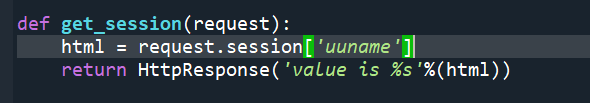 def get_session(request):
    html = request.session['uuname']
    return HttpResponse('value is %s'%(html))